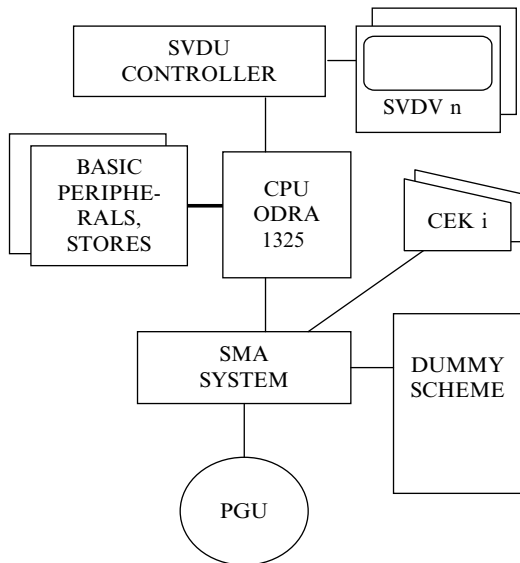 SVDU
CONTROLLER
SVDV n
BASIC
PERIPHE-
RALS,
STORES
CPU
ODRA
1325
CEK i
SMA
SYSTEM
DUMMY
SCHEME
PGU